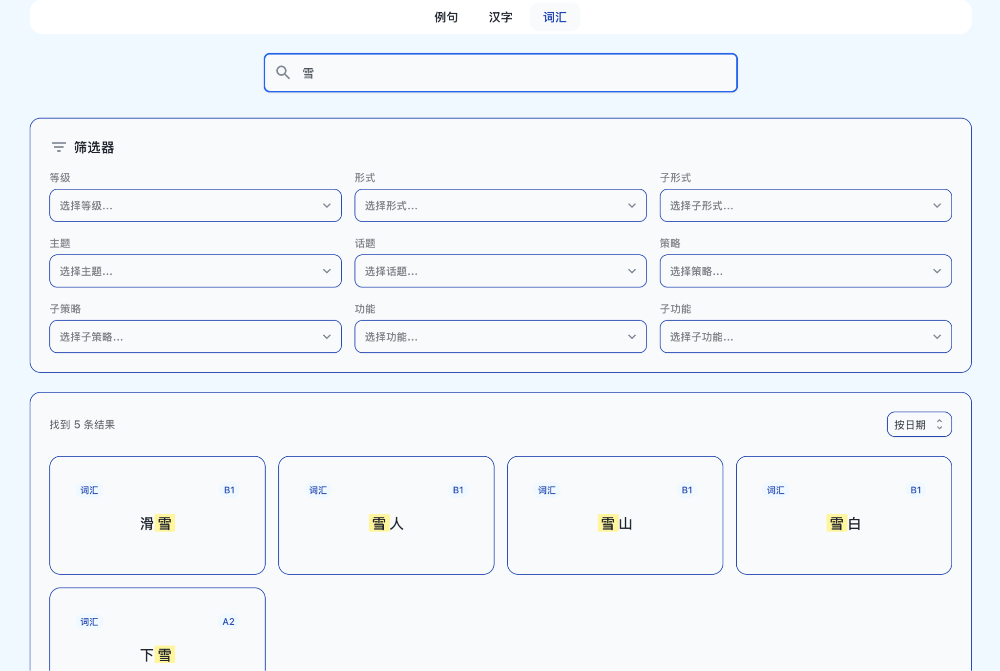 例句 汉字 词汇
雪
筛选器
等级 形式 子形式
选择等级... 选择形式... 选择子形式...
主题 话题 策略
选择主题... 选择话题... 选择策略...
子策略 功能 子功能
选择子策略... 选择功能... 选择子功能...
找到 5 条结果 按日期
词汇 B1 词汇 B1 词汇 B1 词汇 B1
滑雪 雪人 雪山 雪白
词汇 A2
下雪